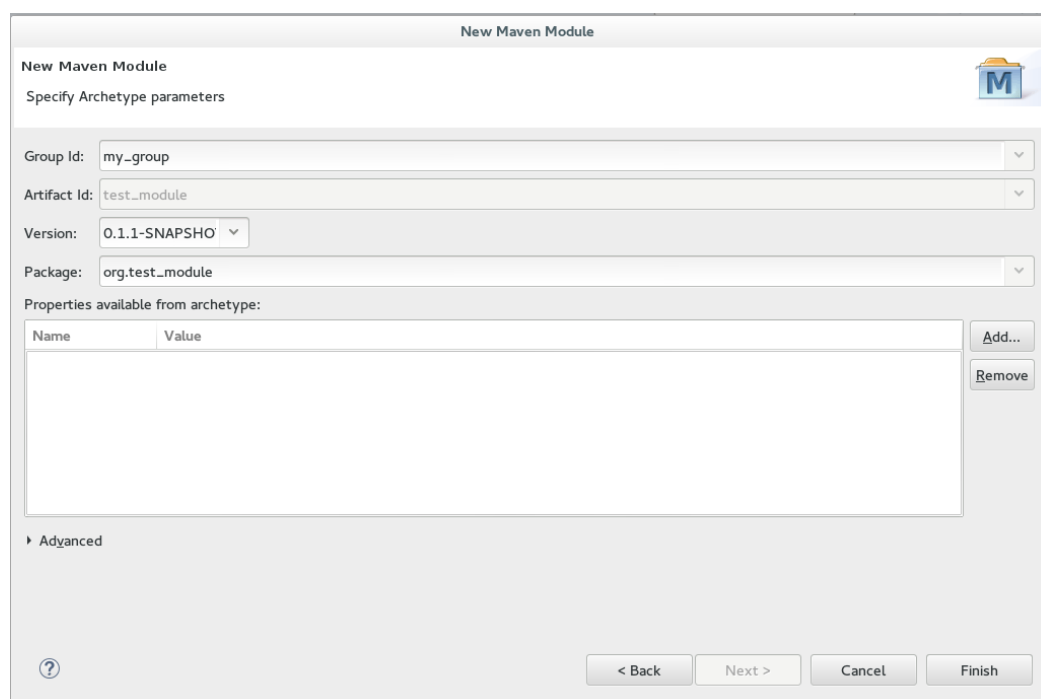 New Maven Module
New Maven Module
Specify Archetype parameters
M
Group Id: my_group
Artifact Id: test_module
Version: 0.1.1-SNAPSHO
Package: org.test_module
Properties available from archetype:
Name Value
Add...
Remove
Advanced
? < Back Next > Cancel Finish